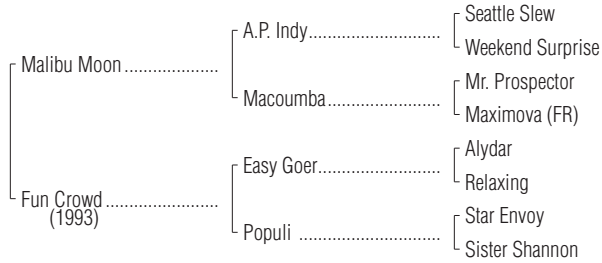 Seattle Slew
A.P. Indy
Weekend Surprise
Malibu Moon
Mr. Prospector
Macoumba
Maximova (FR)
Alydar
Easy Goer
Relaxing
Fun Crowd
(1993)
Star Envoy
Populi
Sister Shannon